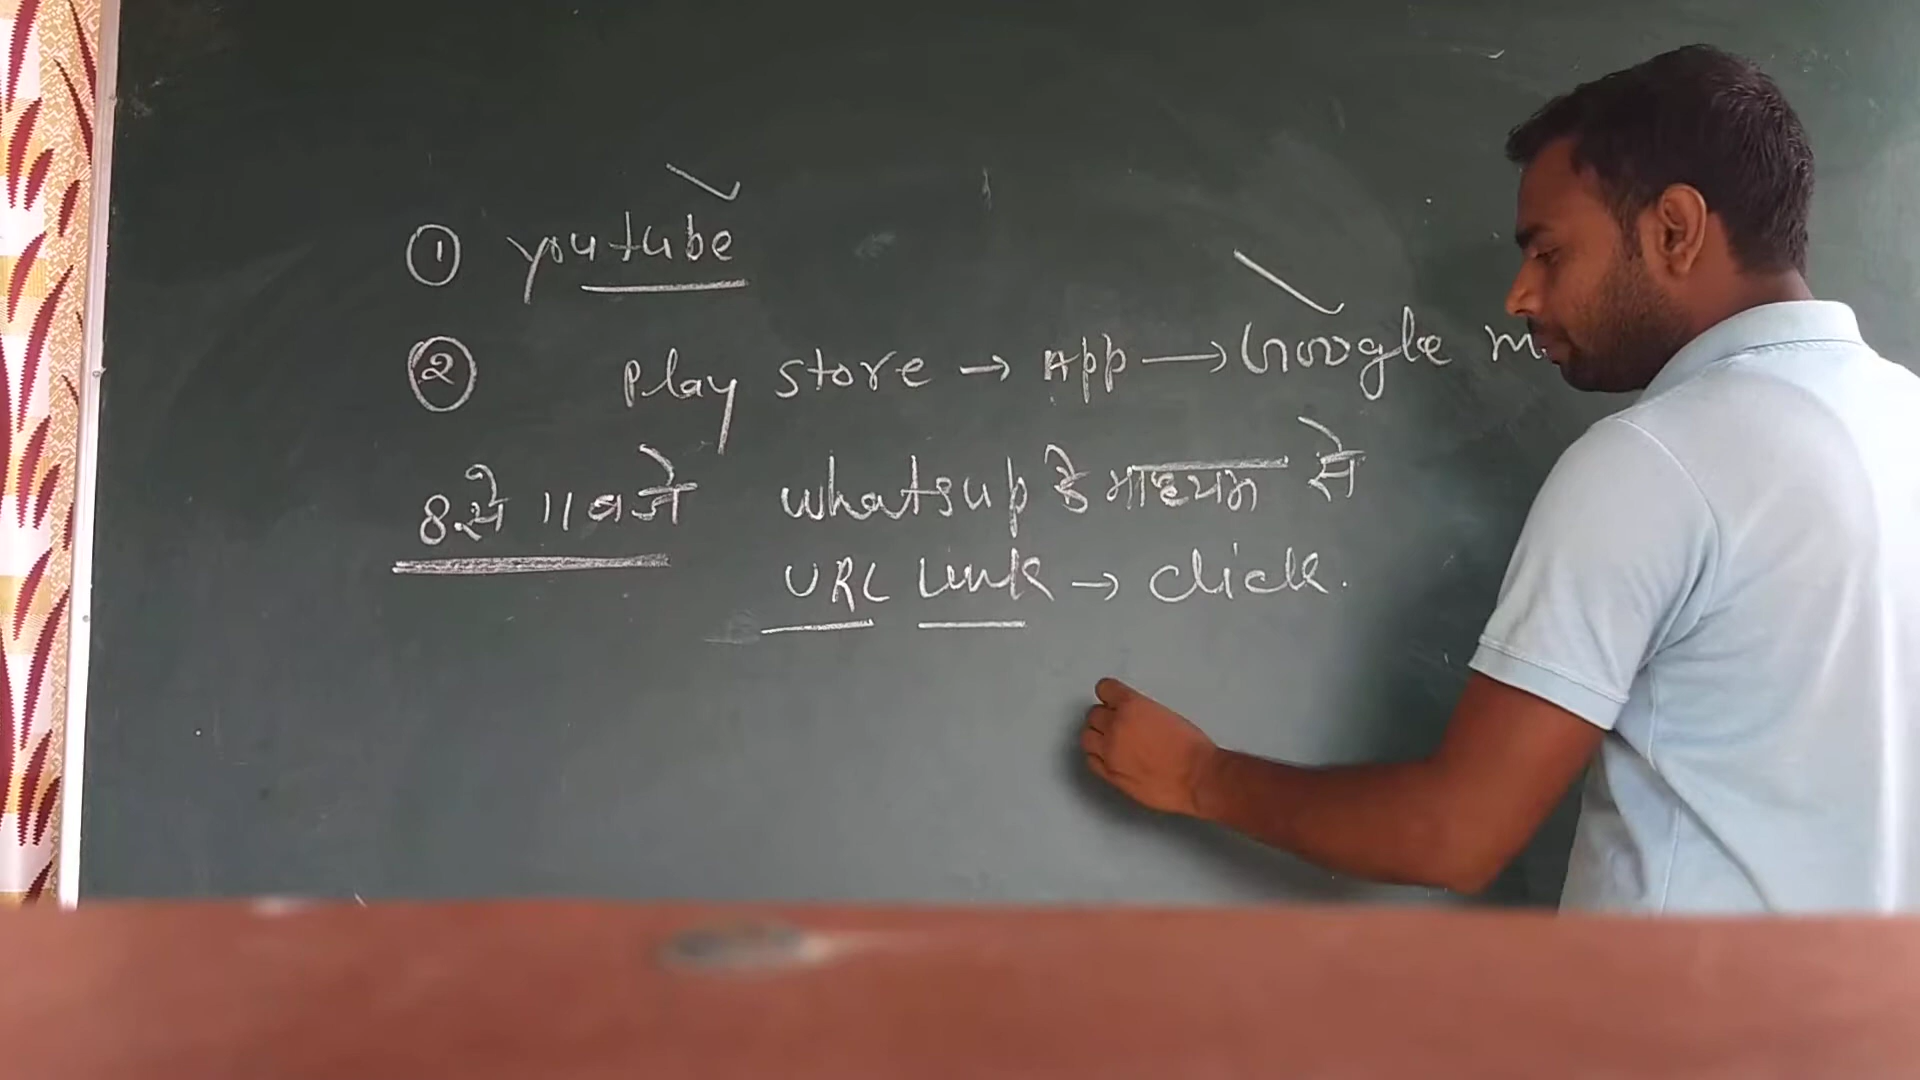 ① youtube
② Play store → App → Google
8 से 11 बजे whatsup के माध्यम से
URL Link → click.